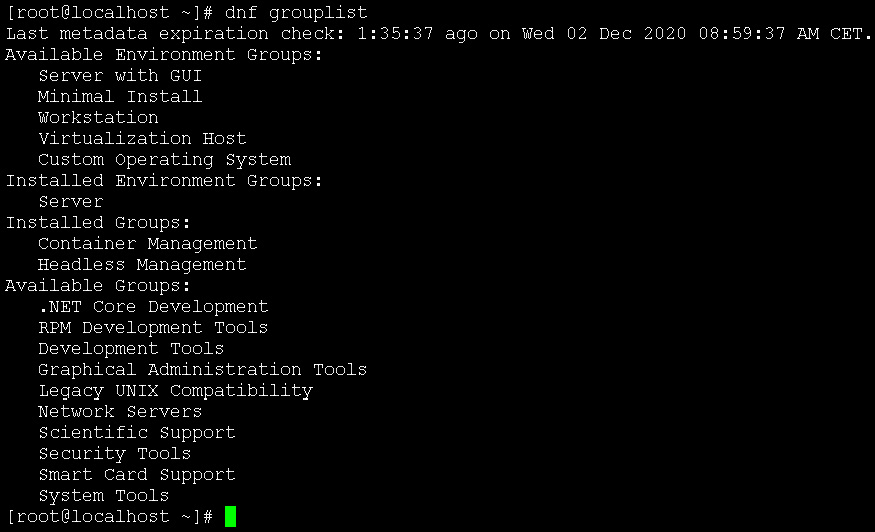 [root@localhost ~]# dnf grouplist
Last metadata expiration check: 1:35:37 ago on Wed 02 Dec 2020 08:59:37 AM CET.
Available Environment Groups:
   Server with GUI
   Minimal Install
   Workstation
   Virtualization Host
   Custom Operating System
Installed Environment Groups:
   Server
Installed Groups:
   Container Management
   Headless Management
Available Groups:
   .NET Core Development
   RPM Development Tools
   Development Tools
   Graphical Administration Tools
   Legacy UNIX Compatibility
   Network Servers
   Scientific Support
   Security Tools
   Smart Card Support
   System Tools
[root@localhost ~]#